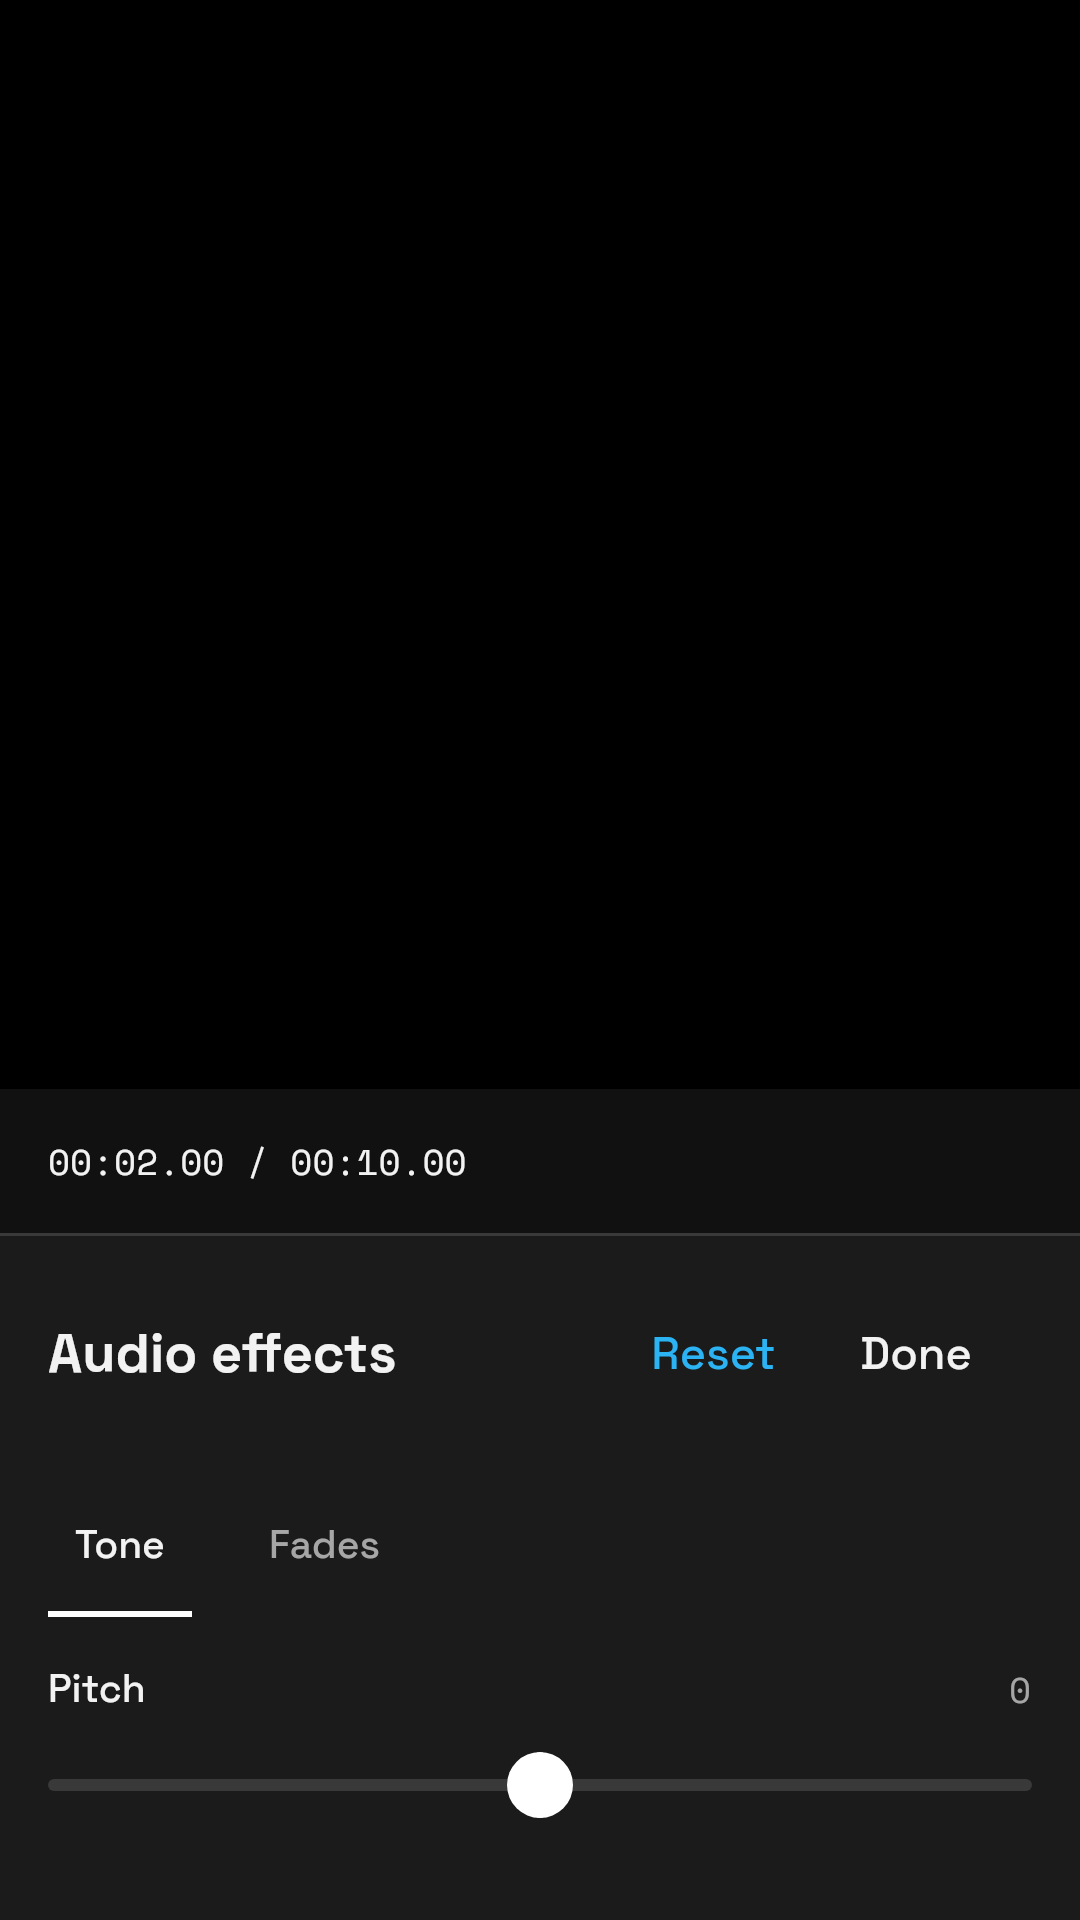 00:02.00 / 00:10.00
Audio effects
Reset
Done
Tone
Fades
Pitch
0